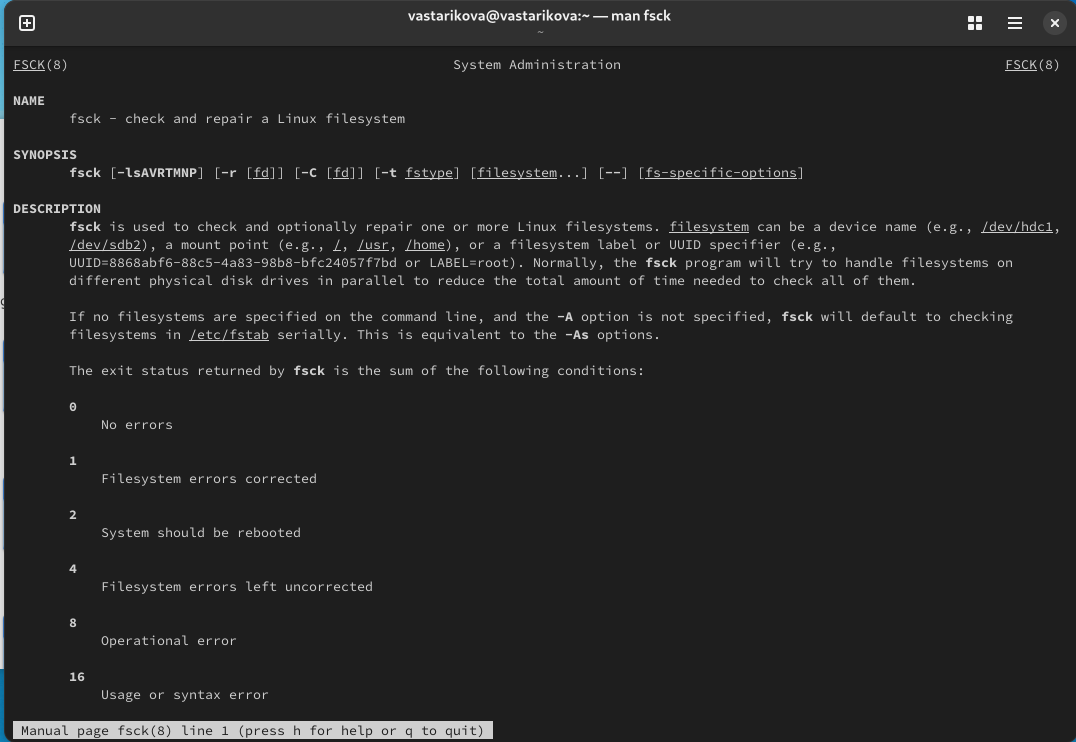 vastarikova@vastarikova:~ — man fsck
~
FSCK(8) System Administration FSCK(8)
NAME
fsck - check and repair a Linux filesystem
SYNOPSIS
fsck [-lsAVRTMNP] [-r [fd]] [-C [fd]] [-t fstype] [filesystem...] [--] [fs-specific-options]
DESCRIPTION
fsck is used to check and optionally repair one or more Linux filesystems. filesystem can be a device name (e.g., /dev/hdc1,
/dev/sdb2), a mount point (e.g., /, /usr, /home), or a filesystem label or UUID specifier (e.g.,
UUID=8868abf6-88c5-4a83-98b8-bfc24057f7bd or LABEL=root). Normally, the fsck program will try to handle filesystems on
different physical disk drives in parallel to reduce the total amount of time needed to check all of them.
If no filesystems are specified on the command line, and the -A option is not specified, fsck will default to checking
filesystems in /etc/fstab serially. This is equivalent to the -As options.
The exit status returned by fsck is the sum of the following conditions:
0
No errors
1
Filesystem errors corrected
2
System should be rebooted
4
Filesystem errors left uncorrected
8
Operational error
16
Usage or syntax error
Manual page fsck(8) line 1 (press h for help or q to quit)